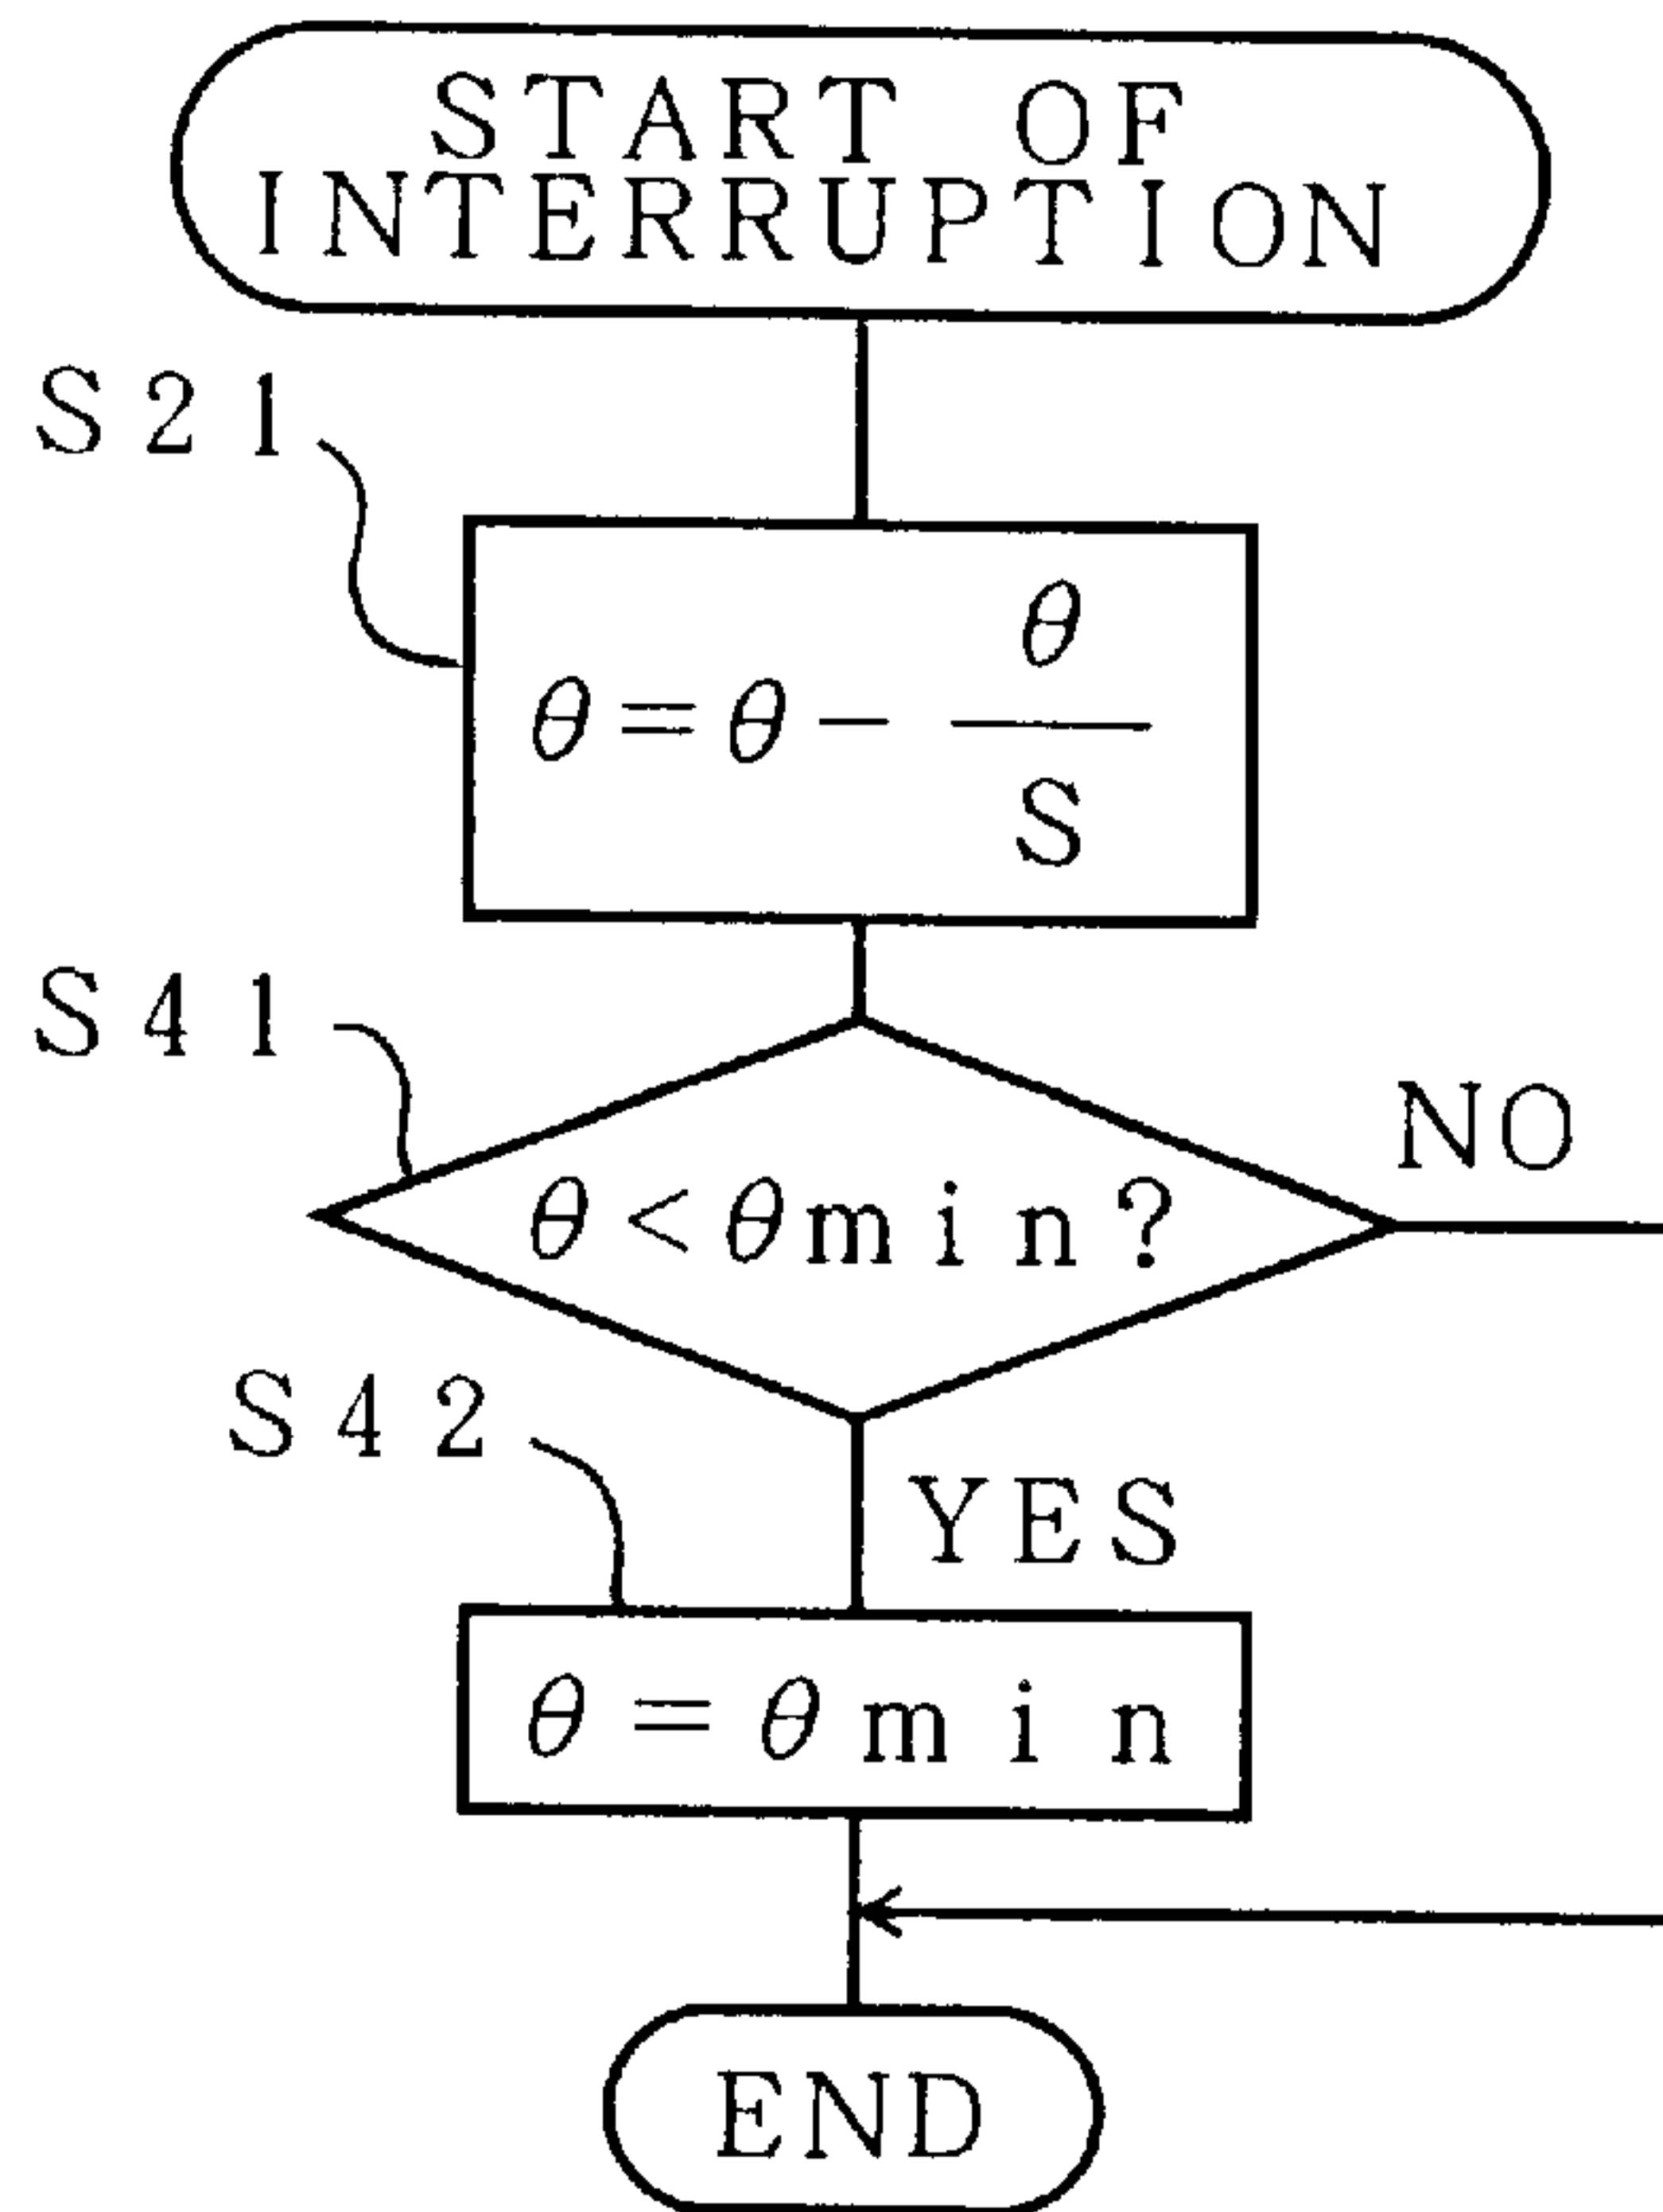 START OF
INTERRUPTION
S21
θ=θ-θ/S
S41
θ<θmin?
NO
S42
YES
θ=θmin
END